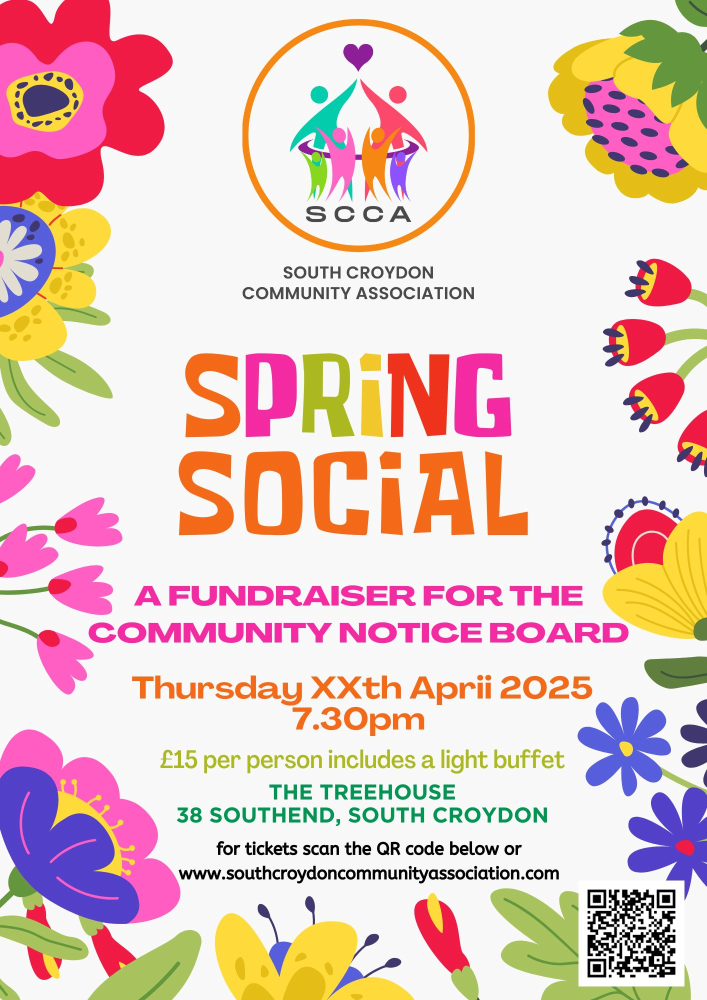 SCCA
SOUTH CROYDON
COMMUNITY ASSOCIATION
SPRiNG
SOCiAL
A FUNDRAISER FOR THE
COMMUNITY NOTICE BOARD
Thursday XXth Aprii 2025
7.30pm
£15 per person includes a light buffet
THE TREEHOUSE
38 SOUTHEND, SOUTH CROYDON
for tickets scan the QR code below or
www.southcroydoncommunityassociation.com